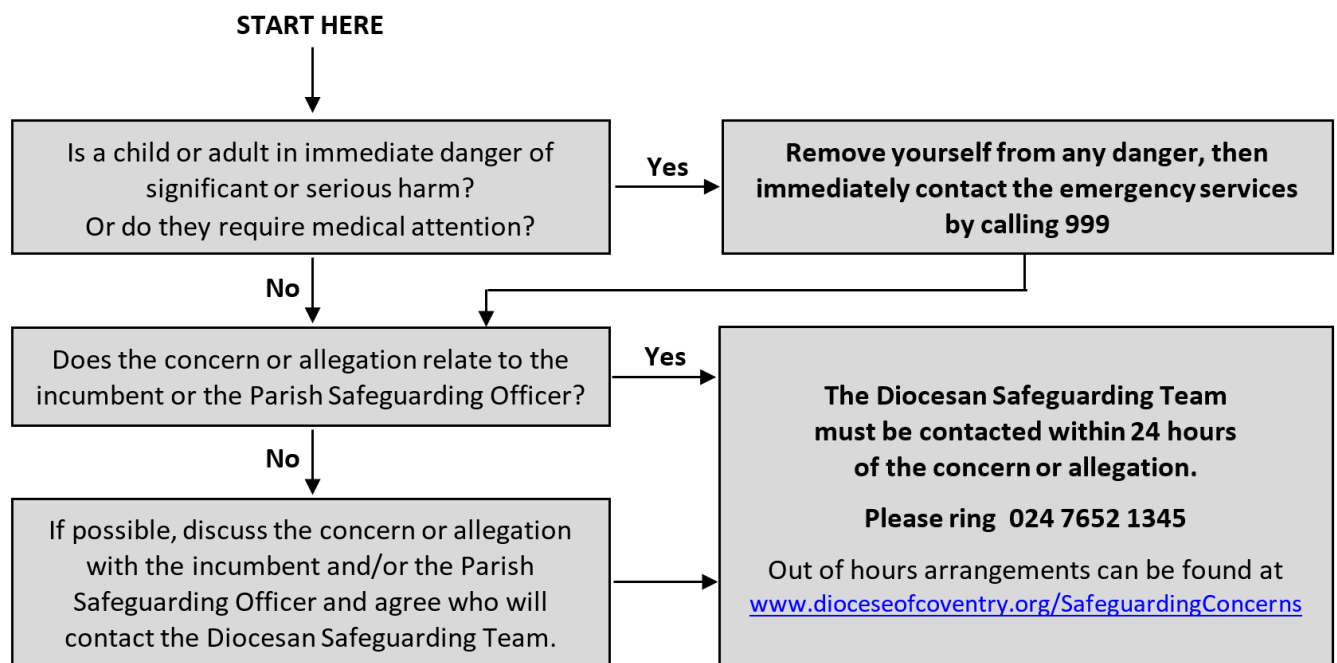 START HERE
Is a child or adult in immediate danger of
significant or serious harm?
Or do they require medical attention?
Yes
Remove yourself from any danger, then
immediately contact the emergency services
by calling 999
No
Does the concern or allegation relate to the
incumbent or the Parish Safeguarding Officer?
Yes
The Diocesan Safeguarding Team
must be contacted within 24 hours
of the concern or allegation.
Please ring 024 7652 1345
Out of hours arrangements can be found at
www.dioceseofcoventry.org/SafeguardingConcerns
No
If possible, discuss the concern or allegation
with the incumbent and/or the Parish
Safeguarding Officer and agree who will
contact the Diocesan Safeguarding Team.